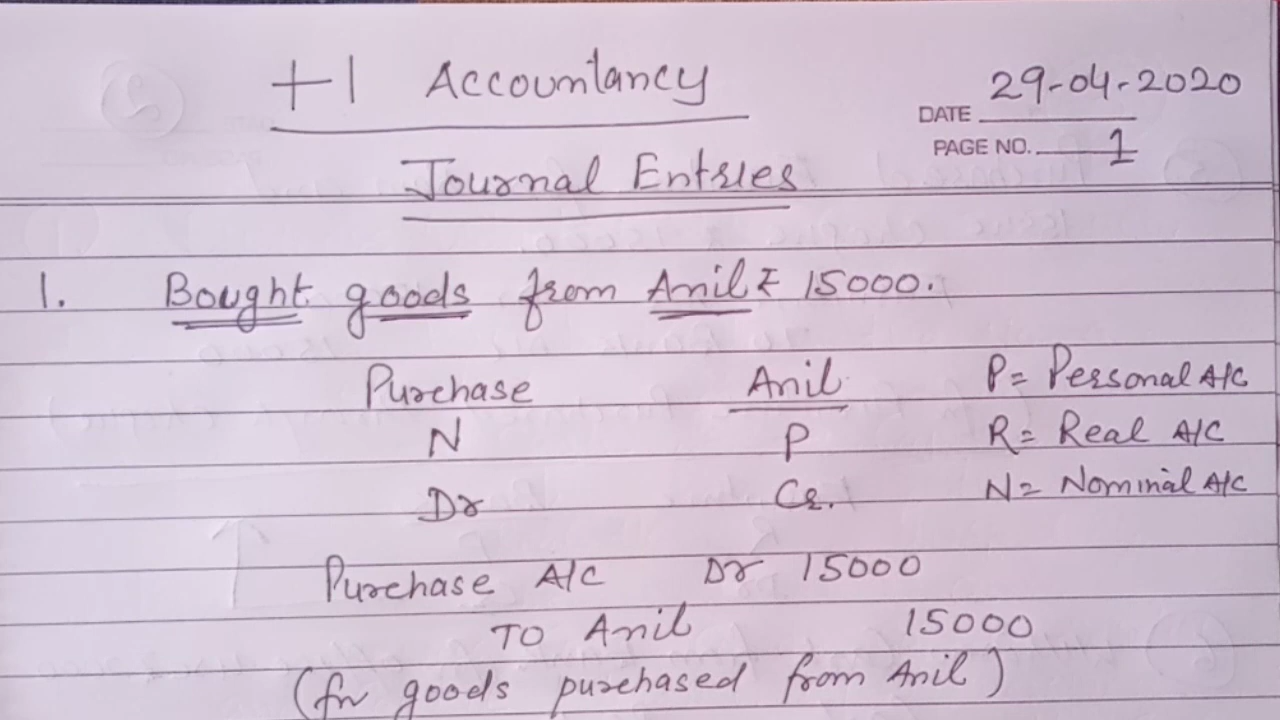 +1 Accountancy
29-04-2020
DATE
PAGE NO. 1
Journal Entries
1. Bought goods from Anil ₹ 15000.
Purchase Anil P= Personal A/C
N P R= Real A/C
Dr Cr. N= Nominal A/C
Purchase A/C Dr 15000
TO Anil 15000
(for goods purchased from Anil)